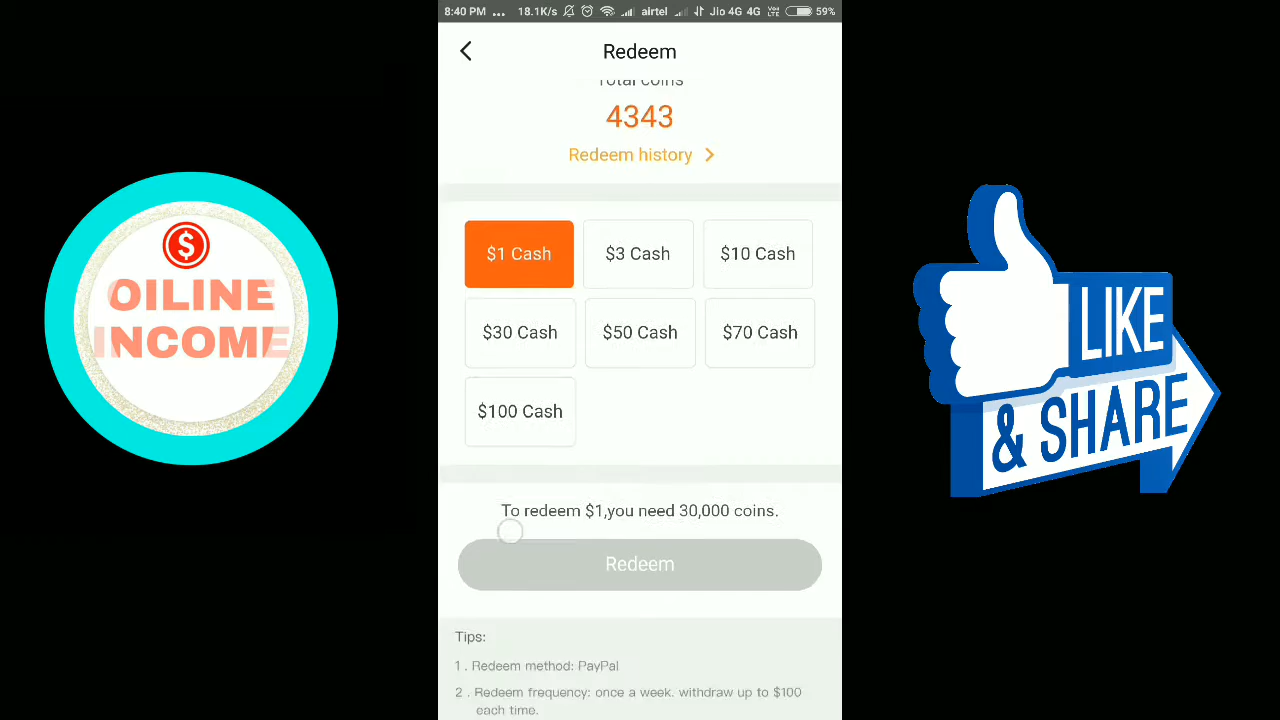 8:40 PM ... 18.1K/s airtel Jio 4G 4G VoLTE 59%
Redeem
Total coins
4343
Redeem history
$1 Cash
$3 Cash
$10 Cash
$30 Cash
$50 Cash
$70 Cash
$100 Cash
To redeem $1,you need 30,000 coins.
Redeem
Tips:
1 . Redeem method: PayPal
2 . Redeem frequency: once a week. withdraw up to $100
each time.
$
OILINE
INCOME
LIKE
& SHARE